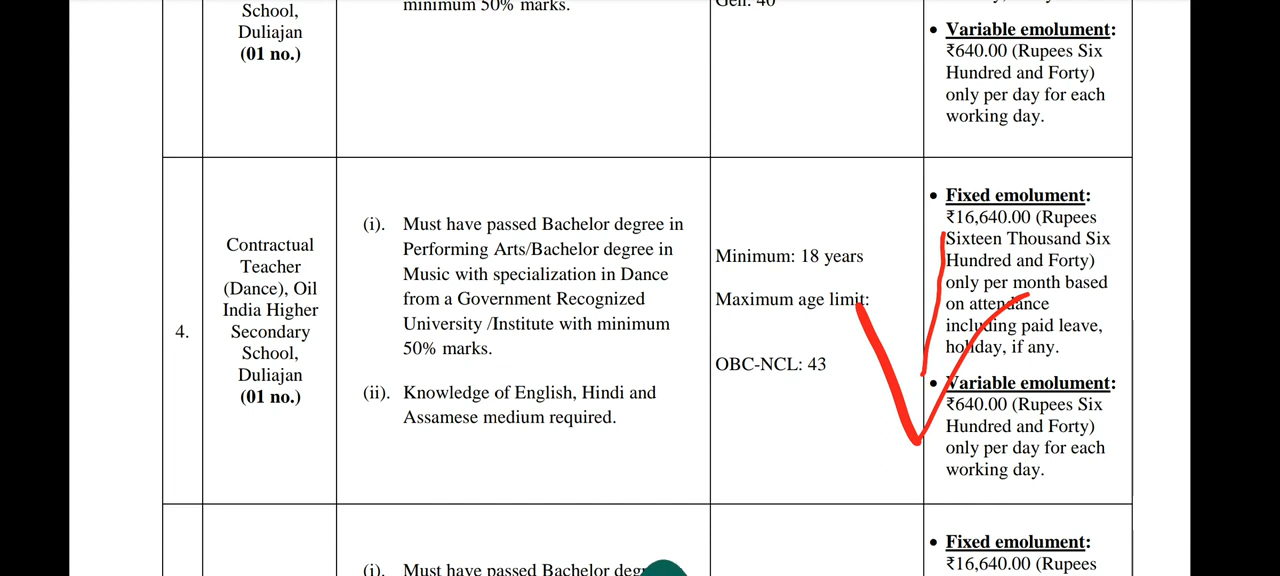 School,
Duliajan
(01 no.)
minimum 50% marks.
Gen: 40
• Variable emolument:
₹640.00 (Rupees Six
Hundred and Forty)
only per day for each
working day.
4.
Contractual
Teacher
(Dance), Oil
India Higher
Secondary
School,
Duliajan
(01 no.)
(i). Must have passed Bachelor degree in
Performing Arts/Bachelor degree in
Music with specialization in Dance
from a Government Recognized
University /Institute with minimum
50% marks.
(ii). Knowledge of English, Hindi and
Assamese medium required.
Minimum: 18 years
Maximum age limit:
OBC-NCL: 43
• Fixed emolument:
₹16,640.00 (Rupees
Sixteen Thousand Six
Hundred and Forty)
only per month based
on attendance
including paid leave,
holiday, if any.
• Variable emolument:
₹640.00 (Rupees Six
Hundred and Forty)
only per day for each
working day.
(i). Must have passed Bachelor
• Fixed emolument:
₹16,640.00 (Rupees